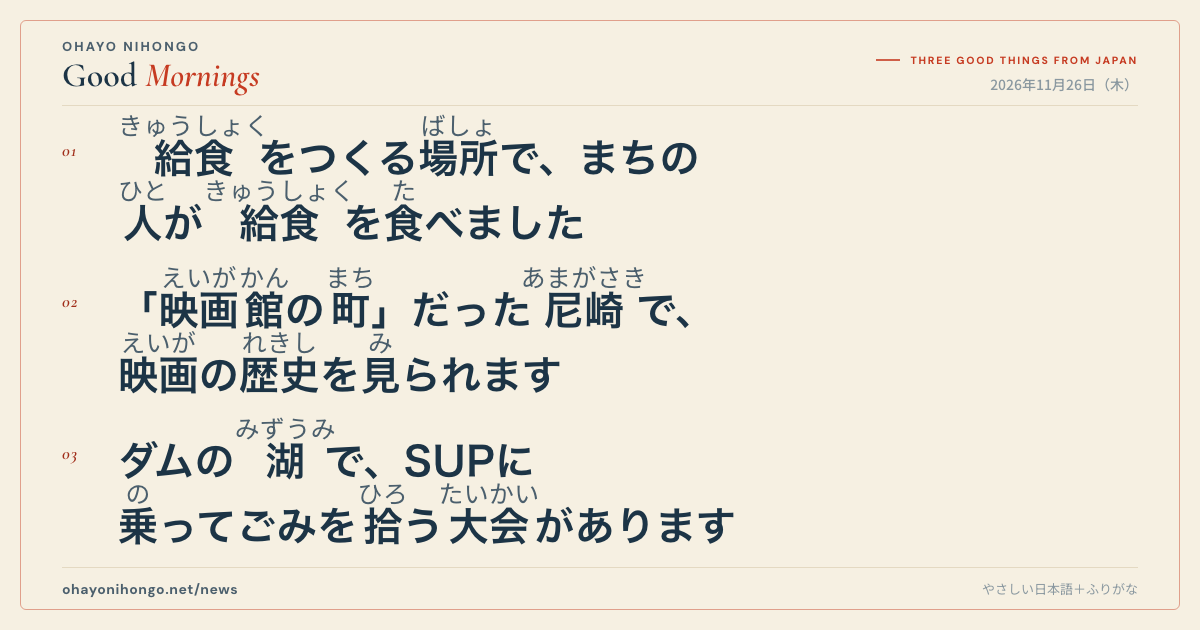 OHAYO NIHONGO
Good Mornings
THREE GOOD THINGS FROM JAPAN
2026年11月26日（木）
01
きゅうしょく ばしょ
給食をつくる場所で、まちの
ひと きゅうしょく た
人が給食を食べました
02
えいがかん まち あまがさき
「映画館の町」だった尼崎で、
えいが れきし み
映画の歴史を見られます
03
みずうみ
ダムの湖で、SUPに
の ひろ たいかい
乗ってごみを拾う大会があります
ohayonihongo.net/news
やさしい日本語＋ふりがな